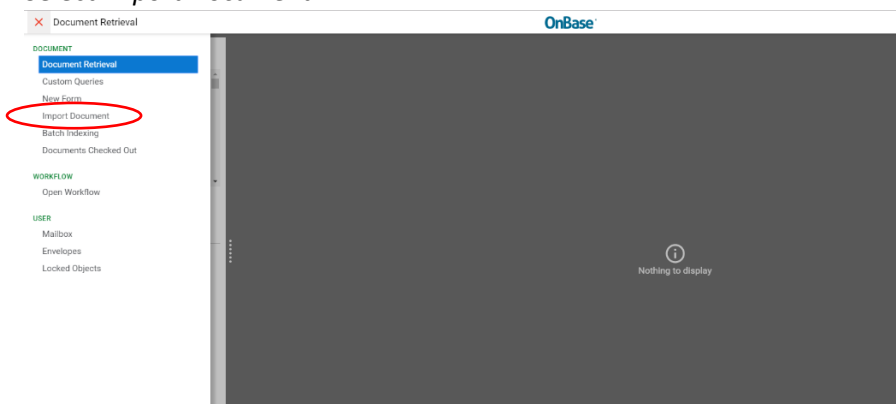 Document Retrieval
OnBase
DOCUMENT
Document Retrieval
Custom Queries
New Form
Import Document
Batch Indexing
Documents Checked Out
WORKFLOW
Open Workflow
USER
Mailbox
Envelopes
Locked Objects
Nothing to display